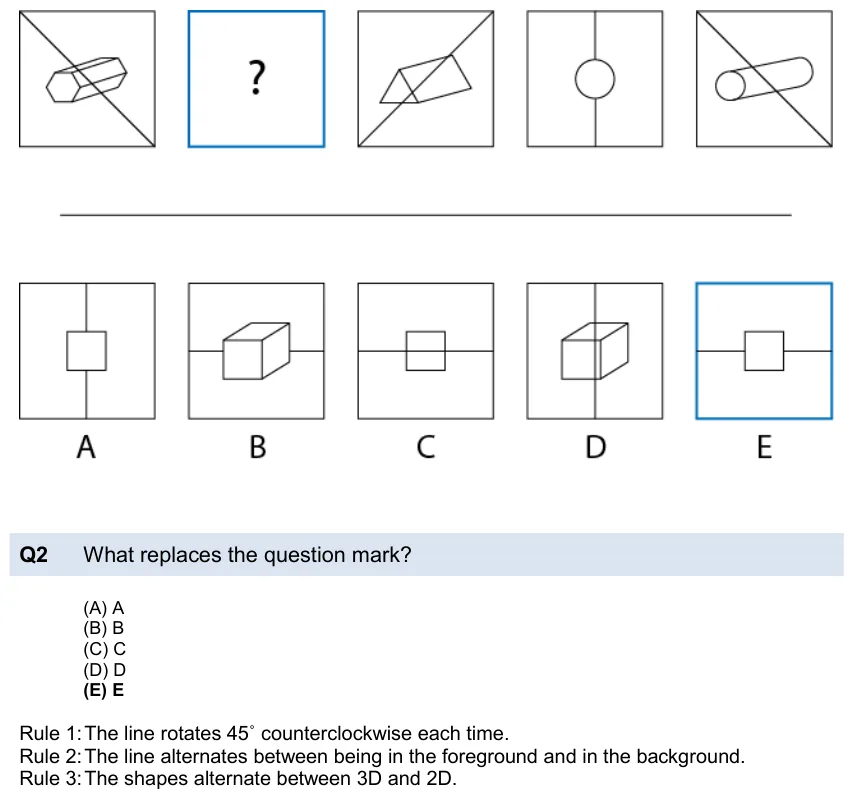 ?
A B C D E
Q2 What replaces the question mark?
(A) A
(B) B
(C) C
(D) D
(E) E
Rule 1: The line rotates 45˚ counterclockwise each time.
Rule 2: The line alternates between being in the foreground and in the background.
Rule 3: The shapes alternate between 3D and 2D.